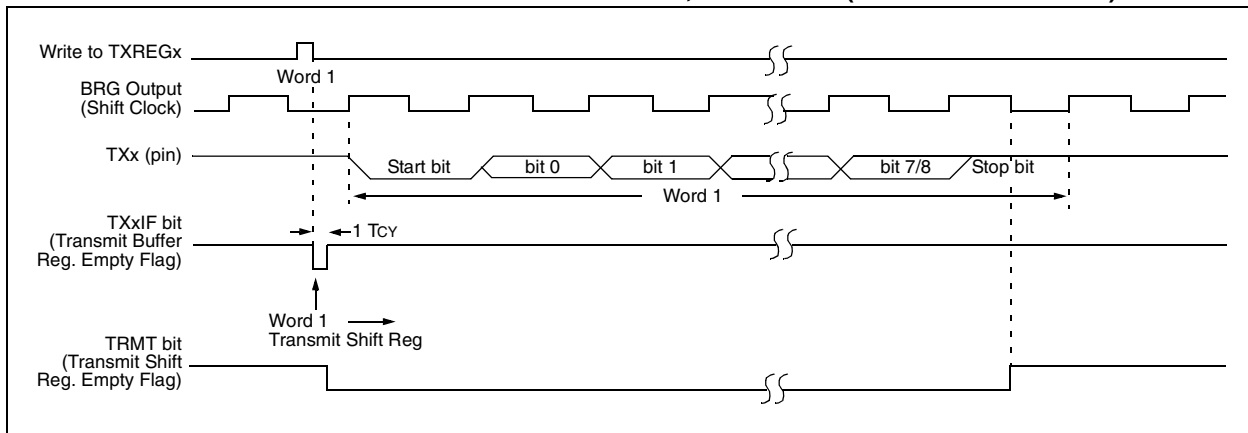 Write to TXREGx
Word 1
BRG Output
(Shift Clock)
TXx (pin)
Start bit
bit 0
bit 1
bit 7/8
Stop bit
Word 1
TXxIF bit
(Transmit Buffer
Reg. Empty Flag)
1 TCY
Word 1
Transmit Shift Reg
TRMT bit
(Transmit Shift
Reg. Empty Flag)